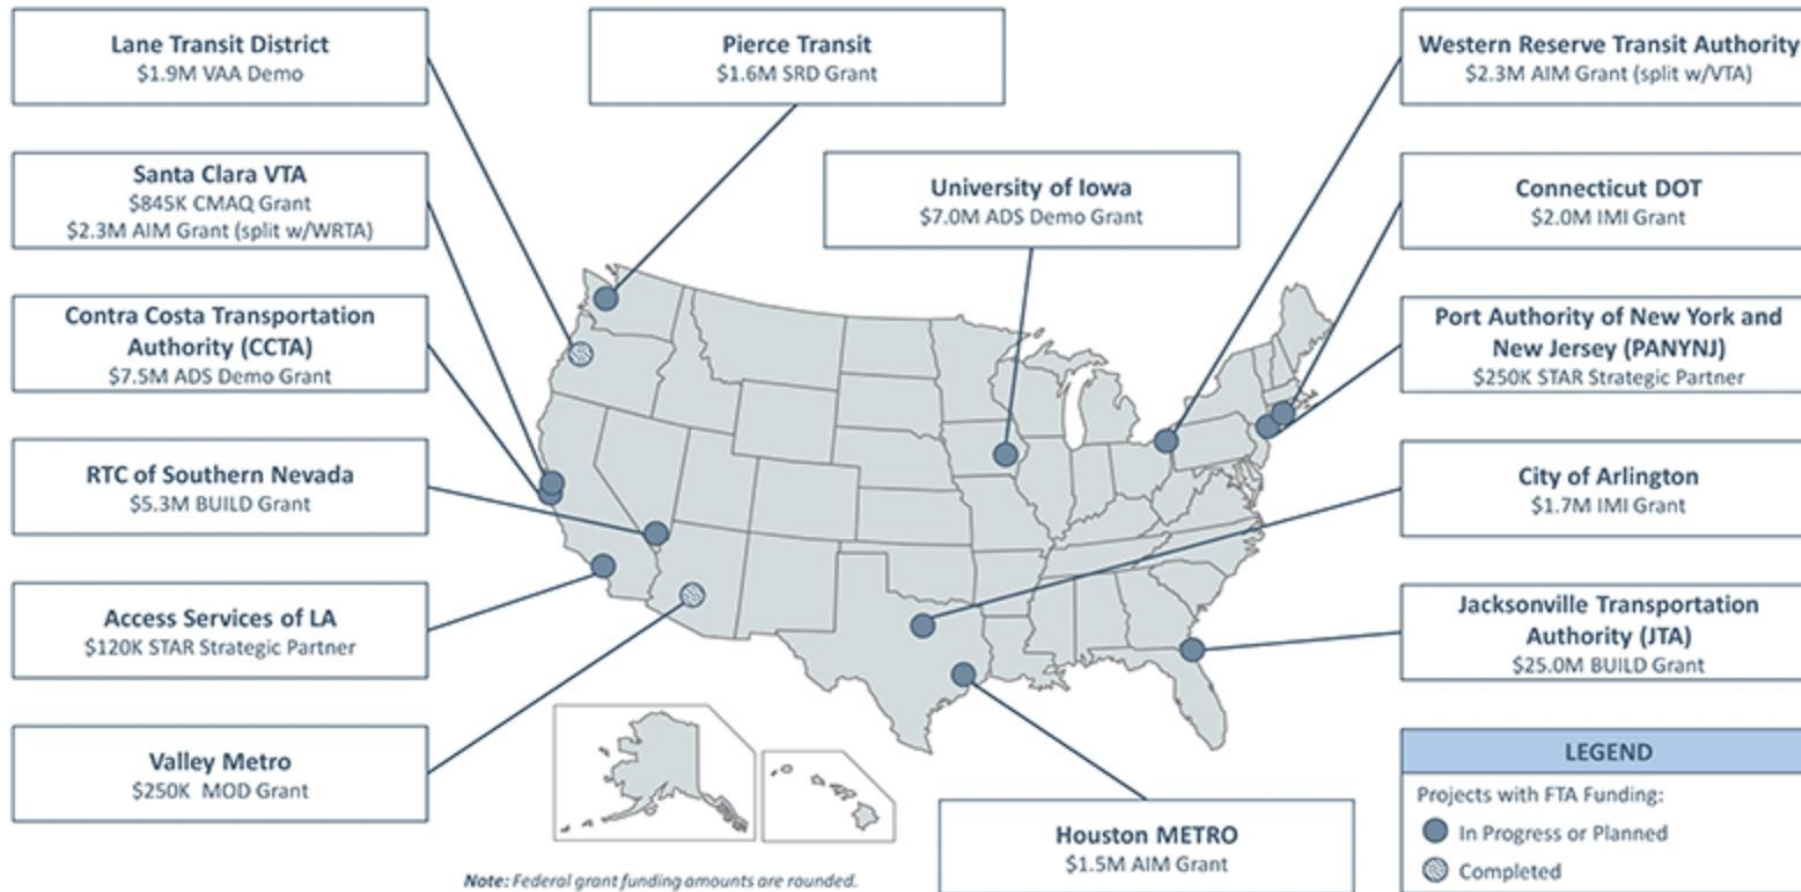 Lane Transit District
$1.9M VAA Demo
Pierce Transit
$1.6M SRD Grant
Western Reserve Transit Authority
$2.3M AIM Grant (split w/VTA)
Santa Clara VTA
$845K CMAQ Grant
$2.3M AIM Grant (split w/WRTA)
University of Iowa
$7.0M ADS Demo Grant
Connecticut DOT
$2.0M IMI Grant
Contra Costa Transportation
Authority (CCTA)
$7.5M ADS Demo Grant
Port Authority of New York and
New Jersey (PANYNJ)
$250K STAR Strategic Partner
RTC of Southern Nevada
$5.3M BUILD Grant
City of Arlington
$1.7M IMI Grant
Access Services of LA
$120K STAR Strategic Partner
Jacksonville Transportation
Authority (JTA)
$25.0M BUILD Grant
Valley Metro
$250K MOD Grant
Houston METRO
$1.5M AIM Grant
LEGEND
Projects with FTA Funding:
In Progress or Planned
Completed
Note: Federal grant funding amounts are rounded.